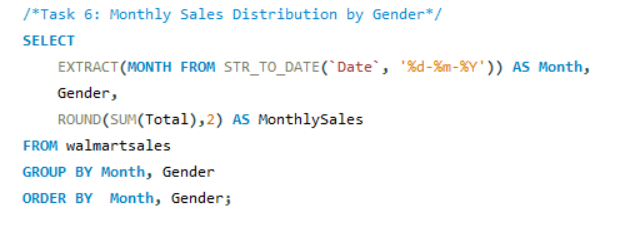 /*Task 6: Monthly Sales Distribution by Gender*/
SELECT
EXTRACT(MONTH FROM STR_TO_DATE(`Date`, '%d-%m-%Y')) AS Month,
Gender,
ROUND(SUM(Total),2) AS MonthlySales
FROM walmartsales
GROUP BY Month, Gender
ORDER BY  Month, Gender;